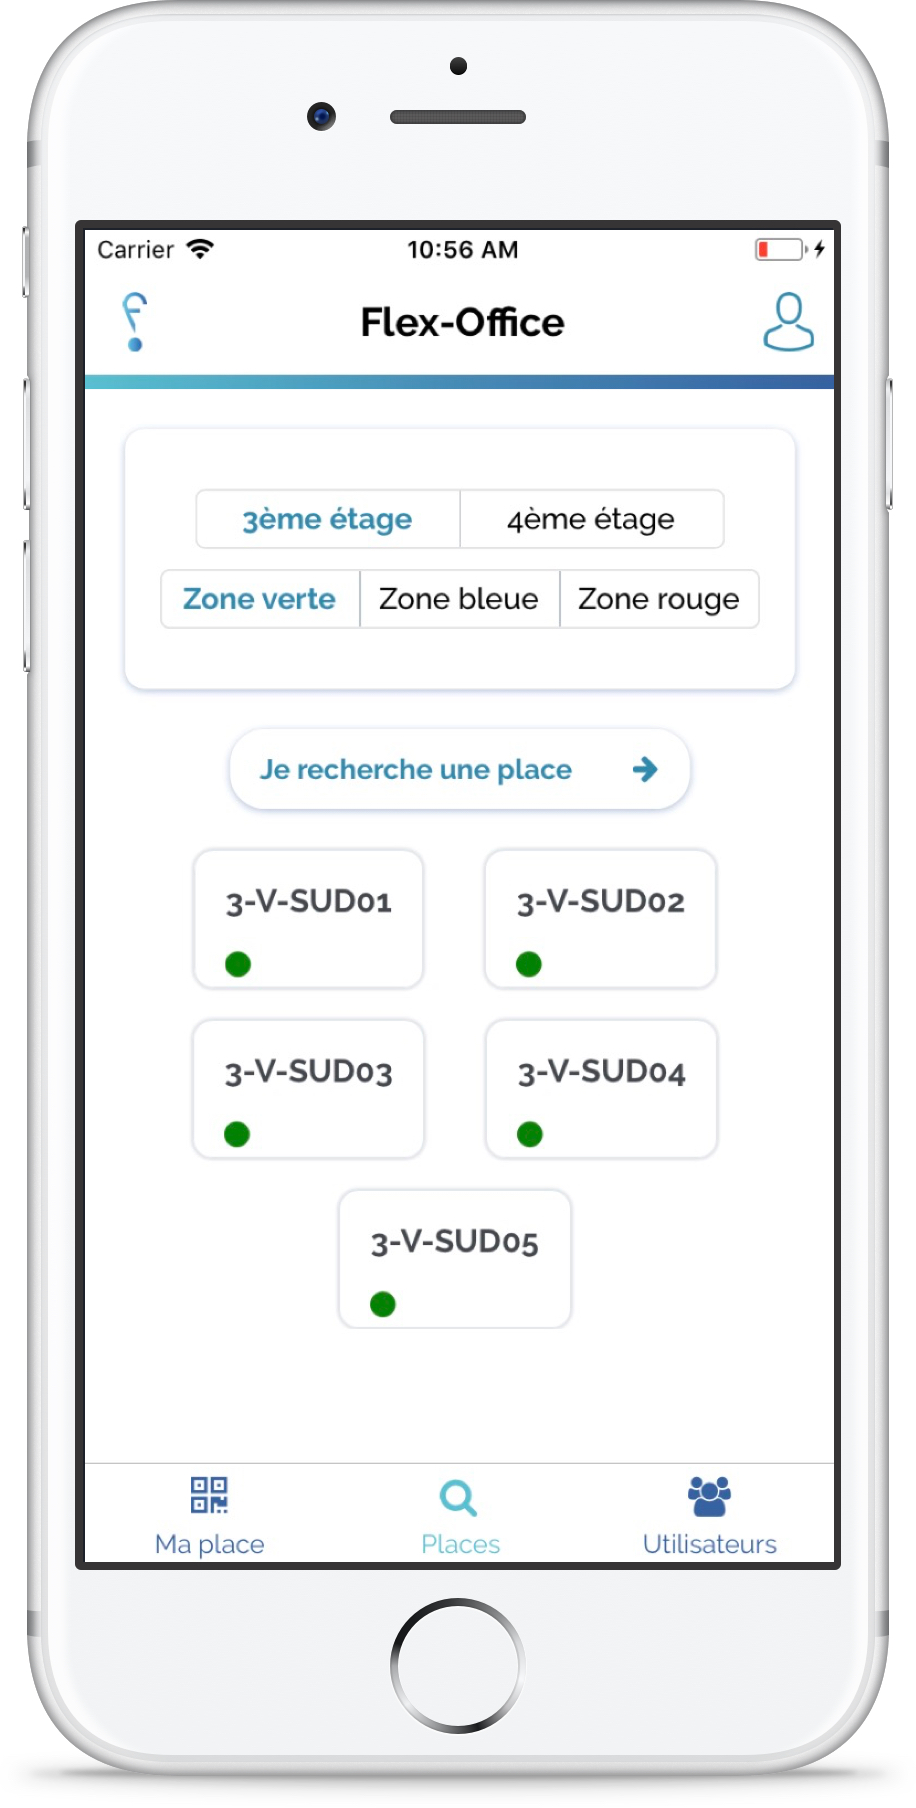 Carrier 10:56 AM
Flex-Office
3ème étage 4ème étage
Zone verte Zone bleue Zone rouge
Je recherche une place
3-V-SUD01 3-V-SUD02
3-V-SUD03 3-V-SUD04
3-V-SUD05
Ma place Places Utilisateurs